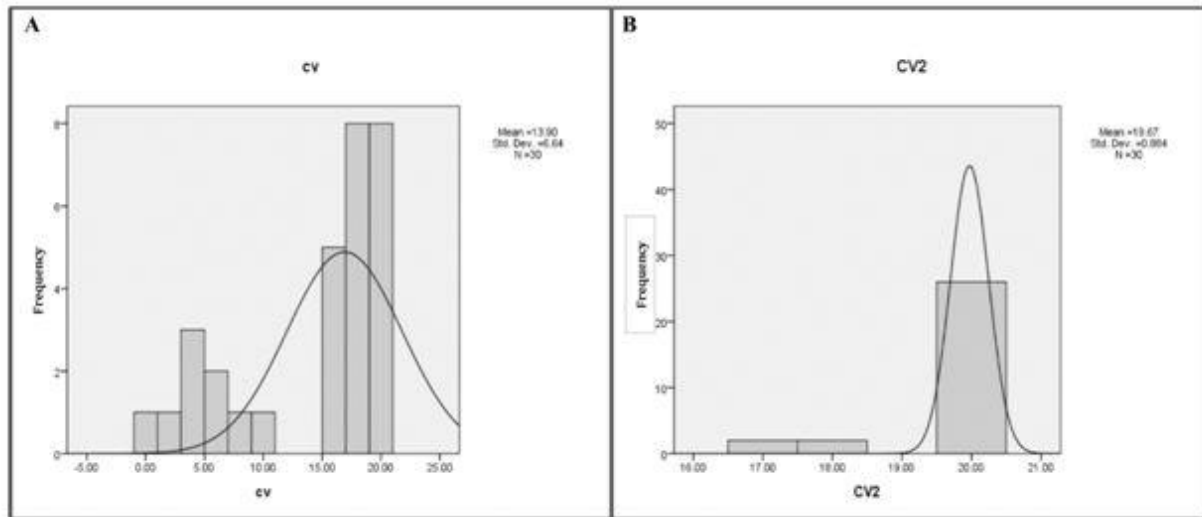 A
cv
Mean =13.90
Std. Dev. =6.64
N =30
8
6
4
2
0
Frequency
-5.00 0.00 5.00 10.00 15.00 20.00 25.00
cv
B
CV2
Mean =19.67
Std. Dev. =0.884
N =30
50
40
30
20
10
0
Frequency
16.00 17.00 18.00 19.00 20.00 21.00
CV2